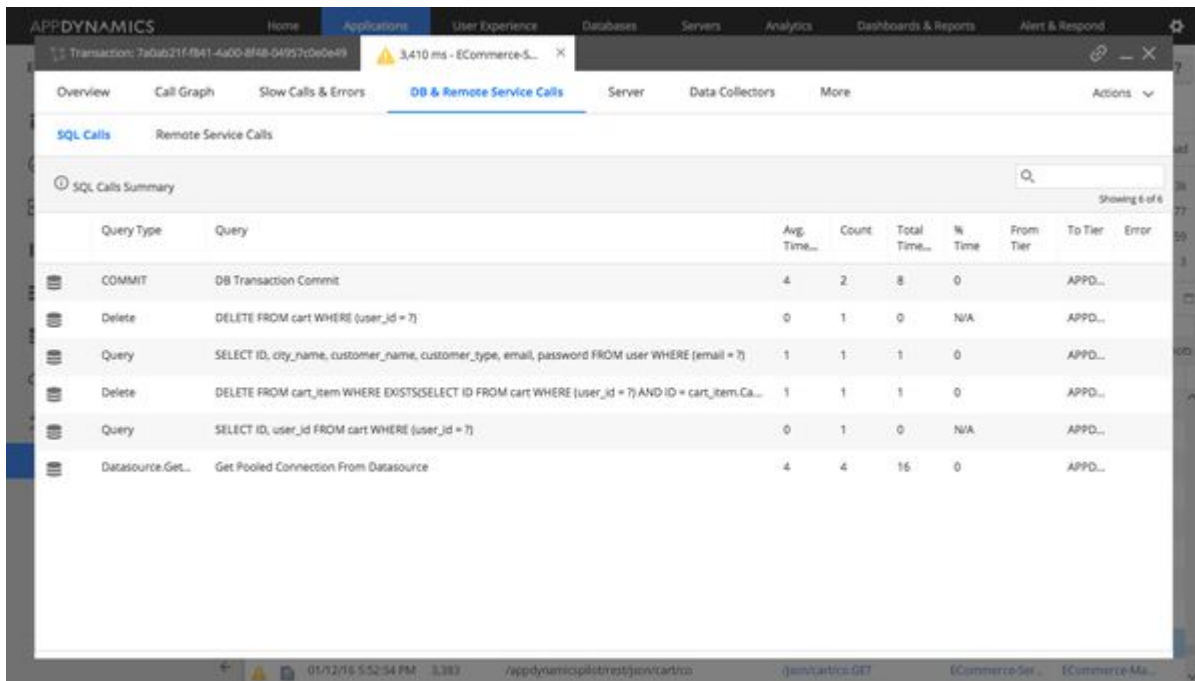 APPDYNAMICS Home Applications User Experience Databases Servers Analytics Dashboards & Reports Alert & Respond
Transaction: 7a0ab21f-f841-4a00-8f48-04957c0e0e49 3,410 ms - ECommerce-S...
Overview Call Graph Slow Calls & Errors DB & Remote Service Calls Server Data Collectors More Actions
SQL Calls Remote Service Calls
SQL Calls Summary
Showing 6 of 6
Query Type Query Avg. Time... Count Total Time... % Time From Tier To Tier Error
COMMIT DB Transaction Commit 4 2 8 0 APPD...
Delete DELETE FROM cart WHERE (user_id = ?) 0 1 0 N/A APPD...
Query SELECT ID, city_name, customer_name, customer_type, email, password FROM user WHERE (email = ?) 1 1 1 0 APPD...
Delete DELETE FROM cart_item WHERE EXISTS(SELECT ID FROM cart WHERE (user_id = ?) AND ID = cart_item.Ca... 1 1 1 0 APPD...
Query SELECT ID, user_id FROM cart WHERE (user_id = ?) 0 1 0 N/A APPD...
Datasource.Get... Get Pooled Connection From Datasource 4 4 16 0 APPD...
01/12/16 5:52:54 PM 3,383 /appdynamicspilot/rest/json/cart/co /json/cart/co.GET ECommerce-Ser... ECommerce-Ma...